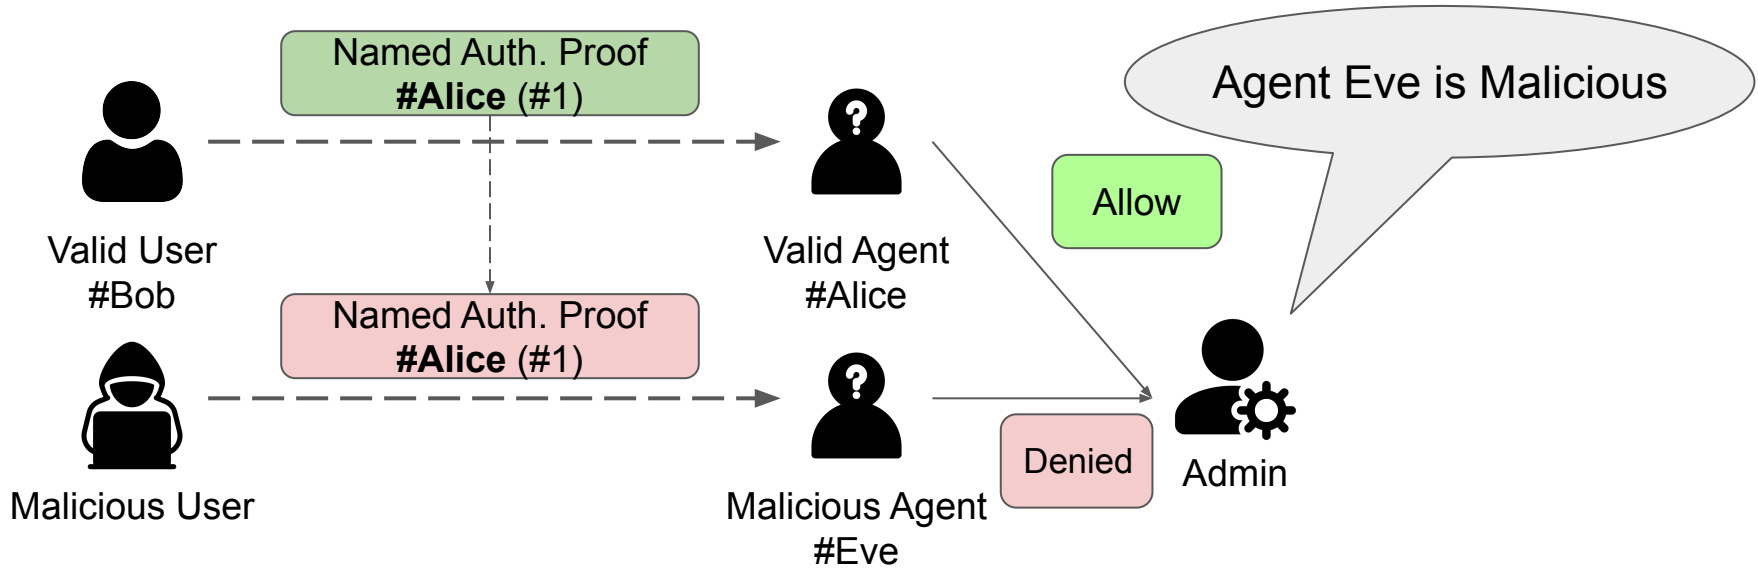 Named Auth. Proof
#Alice (#1)
Agent Eve is Malicious
Allow
Valid User
#Bob
Valid Agent
#Alice
Named Auth. Proof
#Alice (#1)
Denied
Admin
Malicious User
Malicious Agent
#Eve